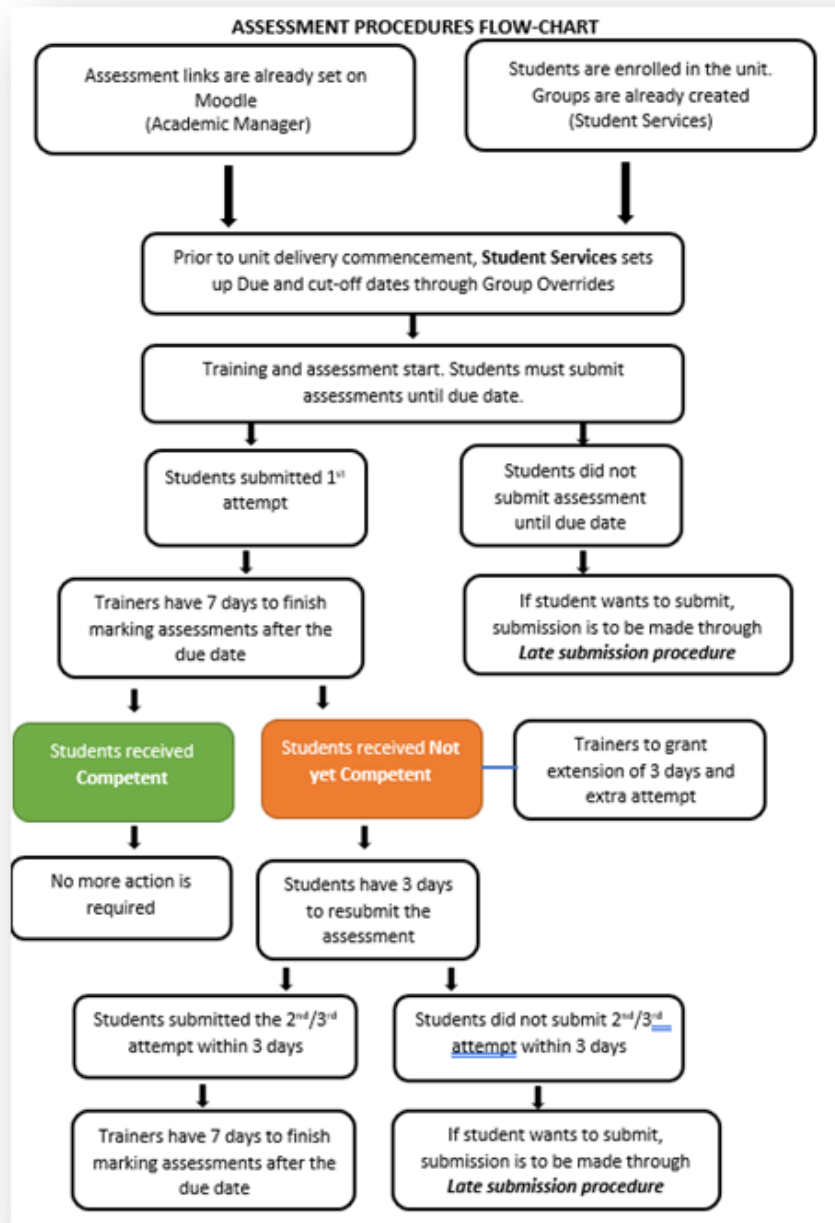 ASSESSMENT PROCEDURES FLOW-CHART
Assessment links are already set on
Moodle
(Academic Manager)
Students are enrolled in the unit.
Groups are already created
(Student Services)
Prior to unit delivery commencement, Student Services sets
up Due and cut-off dates through Group Overrides
Training and assessment start. Students must submit
assessments until due date.
Students submitted 1st
attempt
Students did not
submit assessment
until due date
Trainers have 7 days to finish
marking assessments after the
due date
If student wants to submit,
submission is to be made through
Late submission procedure
Students received
Competent
Students received Not
yet Competent
Trainers to grant
extension of 3 days and
extra attempt
No more action is
required
Students have 3 days
to resubmit the
assessment
Students submitted the 2nd/3rd
attempt within 3 days
Students did not submit 2nd/3rd
attempt within 3 days
Trainers have 7 days to finish
marking assessments after the
due date
If student wants to submit,
submission is to be made through
Late submission procedure